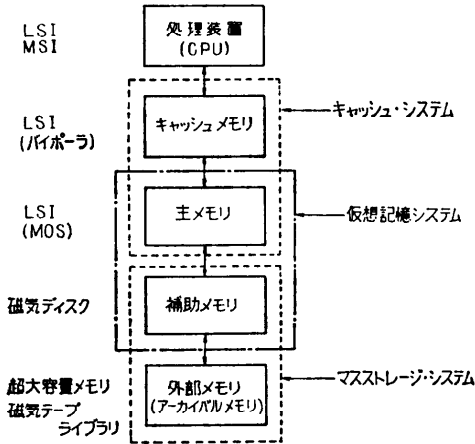 LSI
MSI
処理装置
(CPU)
キャッシュ・システム
LSI
(バイポーラ)
キャッシュメモリ
LSI
(MOS)
主メモリ
仮想記憶システム
磁気ディスク
補助メモリ
超大容量メモリ
磁気テープ
ライブラリ
外部メモリ
(アーカイバルメモリ)
マスストレージ・システム